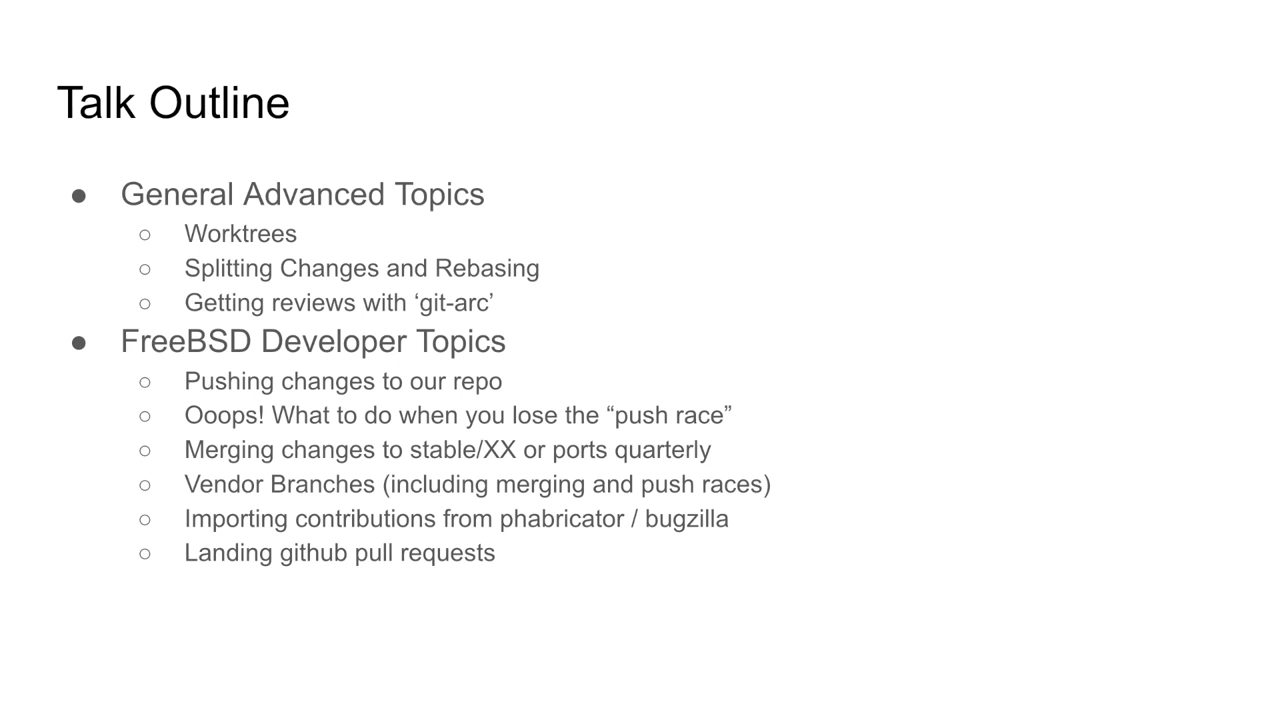 Talk Outline
● General Advanced Topics
○ Worktrees
○ Splitting Changes and Rebasing
○ Getting reviews with ‘git-arc’
● FreeBSD Developer Topics
○ Pushing changes to our repo
○ Ooops! What to do when you lose the “push race”
○ Merging changes to stable/XX or ports quarterly
○ Vendor Branches (including merging and push races)
○ Importing contributions from phabricator / bugzilla
○ Landing github pull requests